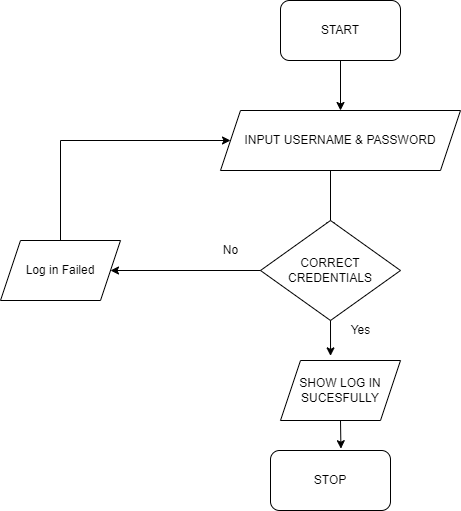 START
INPUT USERNAME & PASSWORD
No
CORRECT
CREDENTIALS
Log in Failed
Yes
SHOW LOG IN
SUCESFULLY
STOP